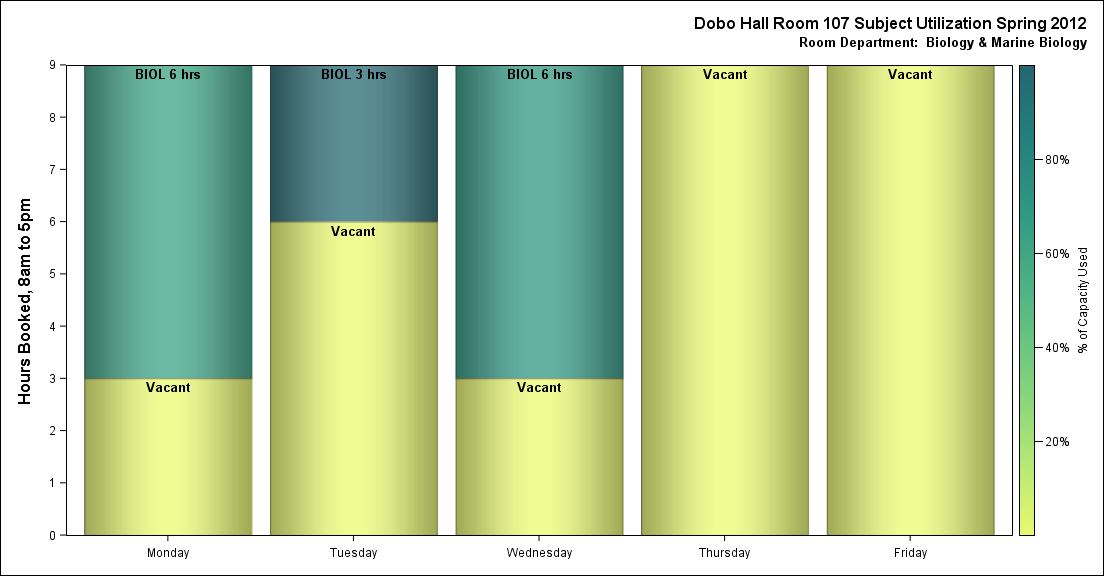 Dobo Hall Room 107 Subject Utilization Spring 2012
Room Department:  Biology & Marine Biology
Hours Booked, 8am to 5pm
9
8
7
6
5
4
3
2
1
0
BIOL 6 hrs
Vacant
BIOL 3 hrs
Vacant
BIOL 6 hrs
Vacant
Vacant
Vacant
Monday
Tuesday
Wednesday
Thursday
Friday
80%
60%
40%
20%
% of Capacity Used